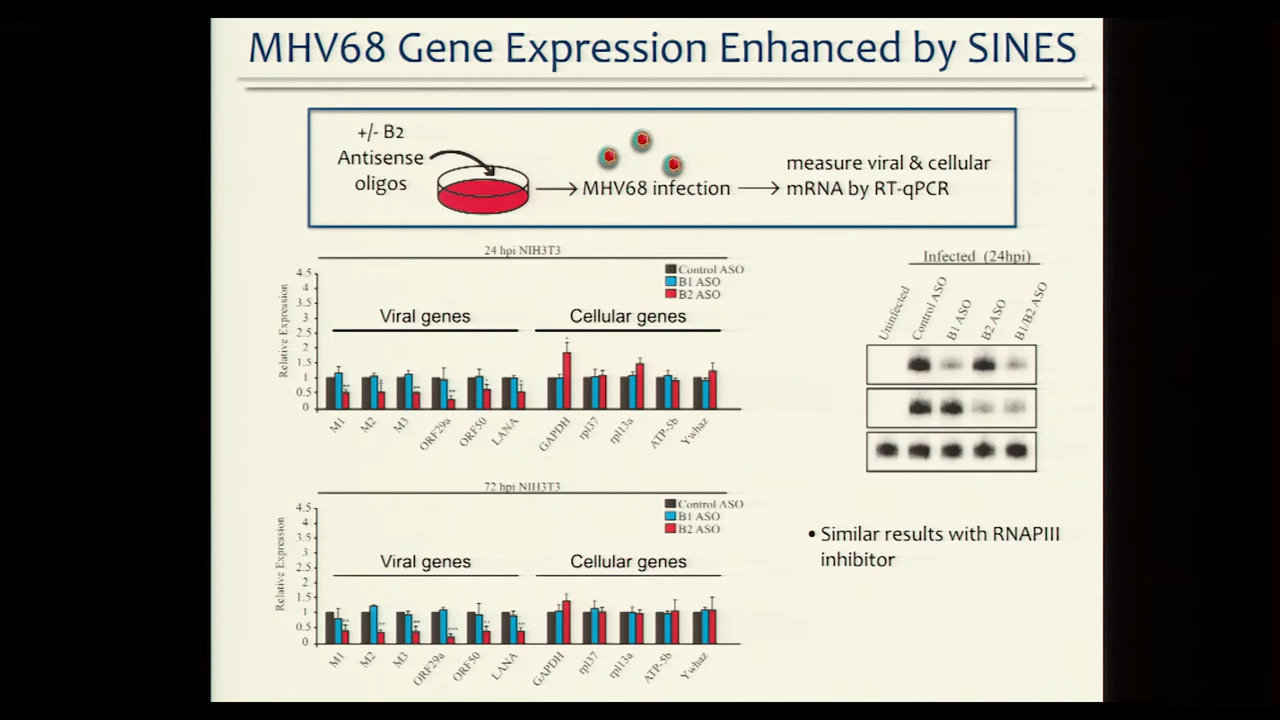 MHV68 Gene Expression Enhanced by SINES
+/- B2
Antisense
oligos
MHV68 infection
measure viral & cellular
mRNA by RT-qPCR
24 hpi NIH3T3
Control ASO
B1 ASO
B2 ASO
Viral genes
Cellular genes
Relative Expression
4.5
4
3.5
3
2.5
2
1.5
1
0.5
0
M1
M2
M3
ORF29a
ORF50
LANA
GAPDH
rpl37
rpl13a
ATP-5b
Ywhaz
72 hpi NIH3T3
Control ASO
B1 ASO
B2 ASO
Viral genes
Cellular genes
Relative Expression
4.5
4
3.5
3
2.5
2
1.5
1
0.5
0
M1
M2
M3
ORF29a
ORF50
LANA
GAPDH
rpl37
rpl13a
ATP-5b
Ywhaz
Infected (24hpi)
Uninfected
Control ASO
B1 ASO
B2 ASO
B1/B2 ASO
• Similar results with RNAPIII
inhibitor